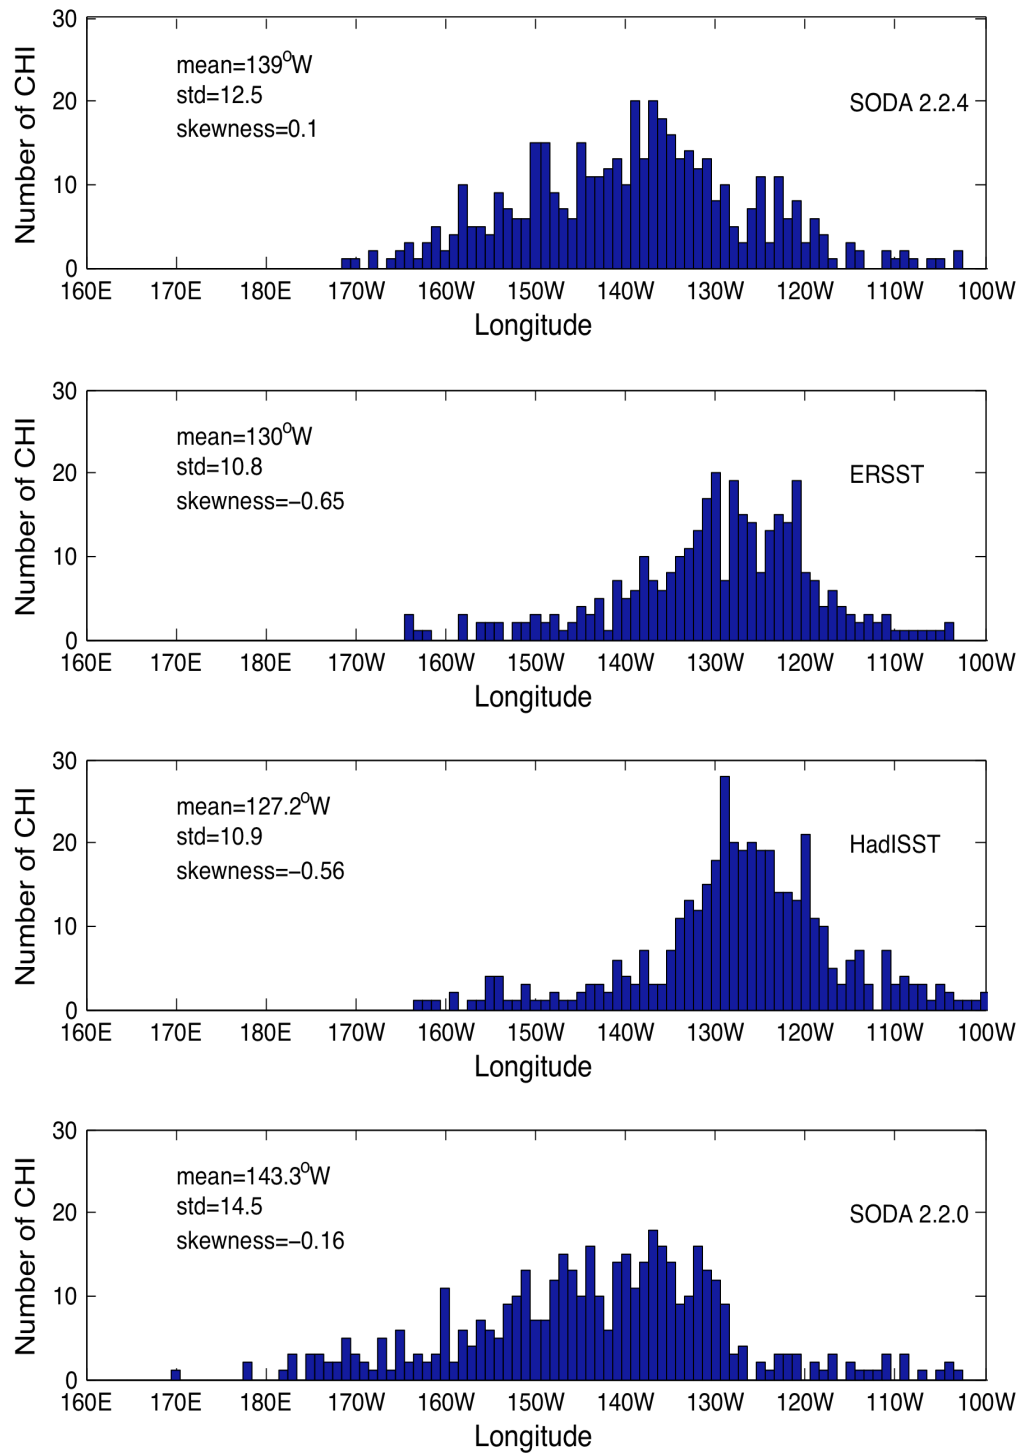 30
mean=139°W
std=12.5
SODA 2.2.4
20
skewness=0.1
10
0
Number of CHI
160E 170E 180E 170W 160W 150W 140W 130W 120W 110W 100W
Longitude
30
mean=130°W
std=10.8
ERSST
20
skewness=−0.65
10
0
Number of CHI
160E 170E 180E 170W 160W 150W 140W 130W 120W 110W 100W
Longitude
30
mean=127.2°W
std=10.9
HadISST
20
skewness=−0.56
10
0
Number of CHI
160E 170E 180E 170W 160W 150W 140W 130W 120W 110W 100W
Longitude
30
mean=143.3°W
std=14.5
SODA 2.2.0
20
skewness=−0.16
10
0
Number of CHI
160E 170E 180E 170W 160W 150W 140W 130W 120W 110W 100W
Longitude